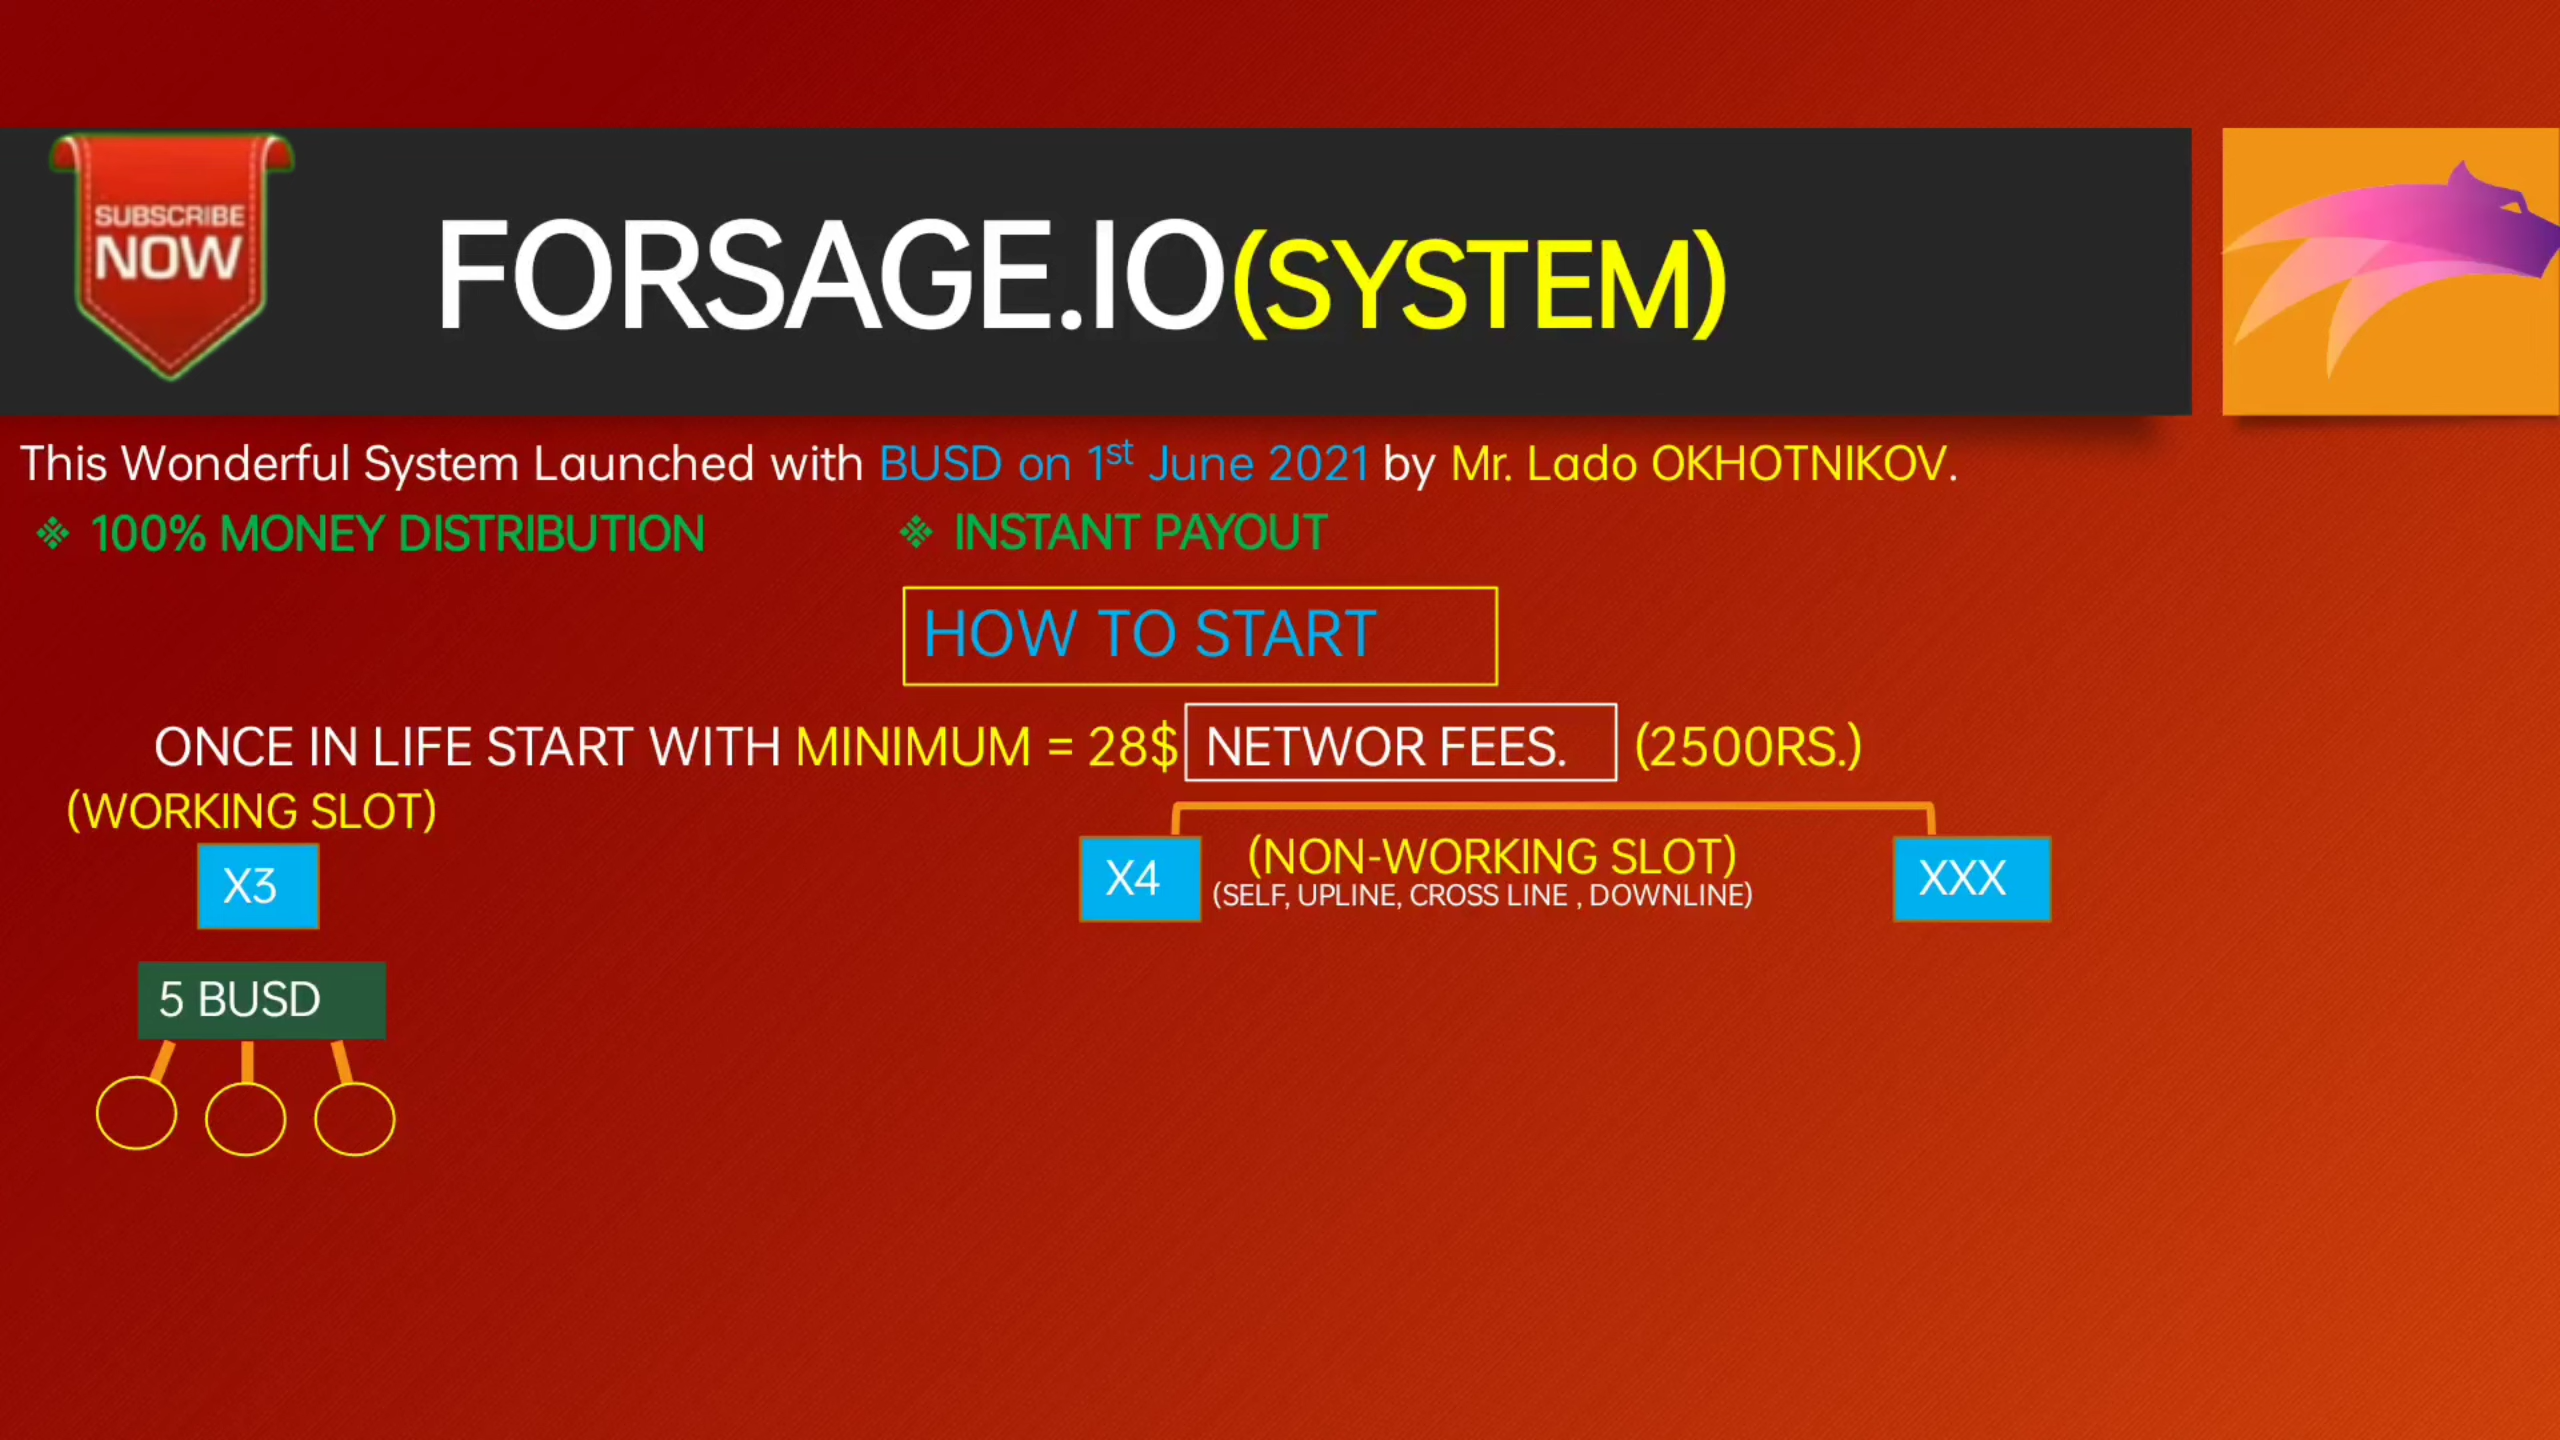 SUBSCRIBE
NOW
FORSAGE.IO(SYSTEM)
This Wonderful System Launched with BUSD on 1st June 2021 by Mr. Lado OKHOTNIKOV.
❖ 100% MONEY DISTRIBUTION ❖ INSTANT PAYOUT
HOW TO START
ONCE IN LIFE START WITH MINIMUM = 28$ NETWOR FEES. (2500RS.)
(WORKING SLOT)
X3
X4 (NON-WORKING SLOT) XXX
(SELF, UPLINE, CROSS LINE , DOWNLINE)
5 BUSD